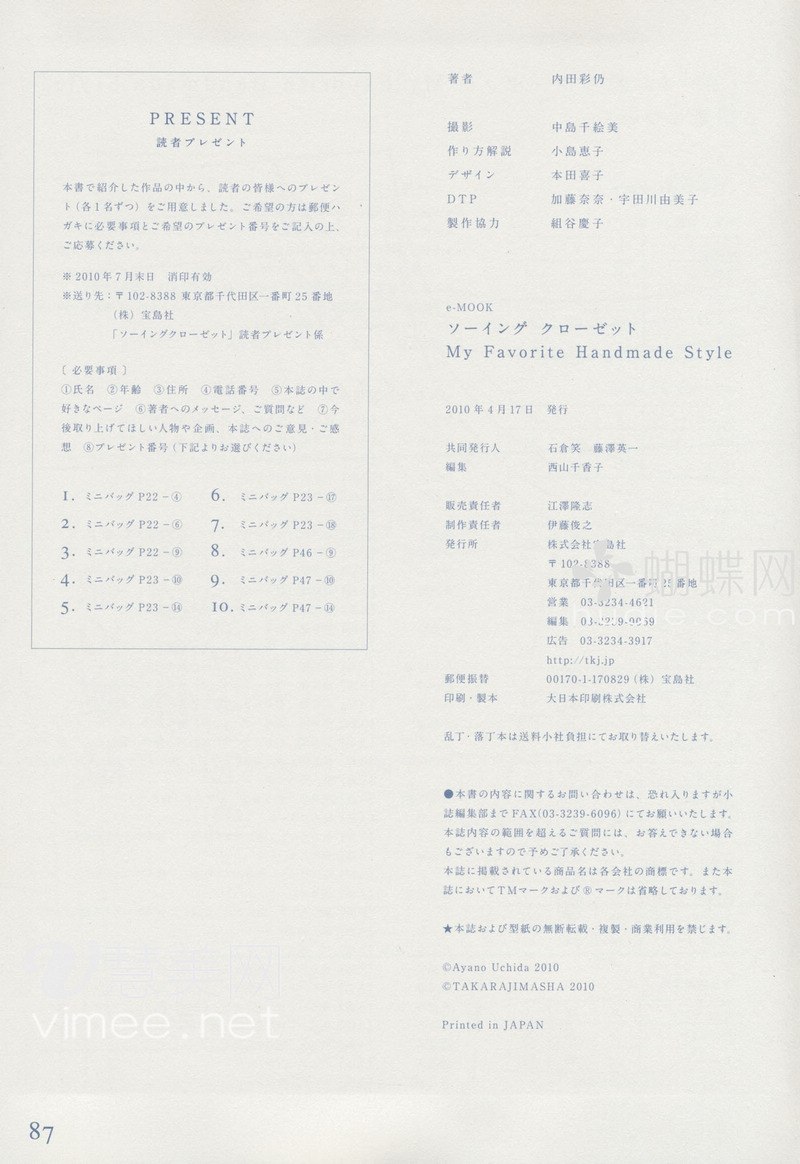 PRESENT
読者プレゼント
本書で紹介した作品の中から、読者の皆様へのプレゼン
ト（各1名ずつ）をご用意しました。ご希望の方は郵便ハ
ガキに必要事項とご希望のプレゼント番号をご記入の上、
ご応募ください。
※2010年7月末日　消印有効
※送り先：〒102-8388 東京都千代田区一番町25番地
（株）宝島社
「ソーイングクローゼット」読者プレゼント係
〔 必要事項 〕
①氏名　②年齢　③住所　④電話番号　⑤本誌の中で
好きなページ　⑥著者へのメッセージ、ご質問など　⑦今
後取り上げてほしい人物や企画、本誌へのご意見・ご感
想　⑧プレゼント番号（下記よりお選びください）
1. ミニバッグ P22－④
2. ミニバッグ P22－⑥
3. ミニバッグ P22－⑨
4. ミニバッグ P23－⑩
5. ミニバッグ P23－⑭
6. ミニバッグ P23－⑰
7. ミニバッグ P23－⑱
8. ミニバッグ P46－⑨
9. ミニバッグ P47－⑩
10. ミニバッグ P47－⑭
著者　内田彩仍
撮影　中島千絵美
作り方解説　小島恵子
デザイン　本田喜子
DTP　加藤奈奈・宇田川由美子
製作協力　組谷慶子
e-MOOK
ソーイング クローゼット
My Favorite Handmade Style
2010年4月17日　発行
共同発行人　石倉笑　藤澤英一
編集　西山千香子
販売責任者　江澤隆志
制作責任者　伊藤俊之
発行所　株式会社宝島社
〒102-8388
東京都千代田区一番町25番地
営業　03-3234-4621
編集　03-3239-0069
広告　03-3234-3917
http://tkj.jp
郵便振替　00170-1-170829（株）宝島社
印刷・製本　大日本印刷株式会社
乱丁・落丁本は送料小社負担にてお取り替えいたします。
●本書の内容に関するお問い合わせは、恐れ入りますが小
誌編集部までFAX(03-3239-6096)にてお願いいたします。
本誌内容の範囲を超えるご質問には、お答えできない場合
もございますので予めご了承ください。
本誌に掲載されている商品名は各会社の商標です。また本
誌においてTMマークおよび®マークは省略しております。
★本誌および型紙の無断転載・複製・商業利用を禁じます。
©Ayano Uchida 2010
©TAKARAJIMASHA 2010
Printed in JAPAN
蝴蝶网
vimee.net
87